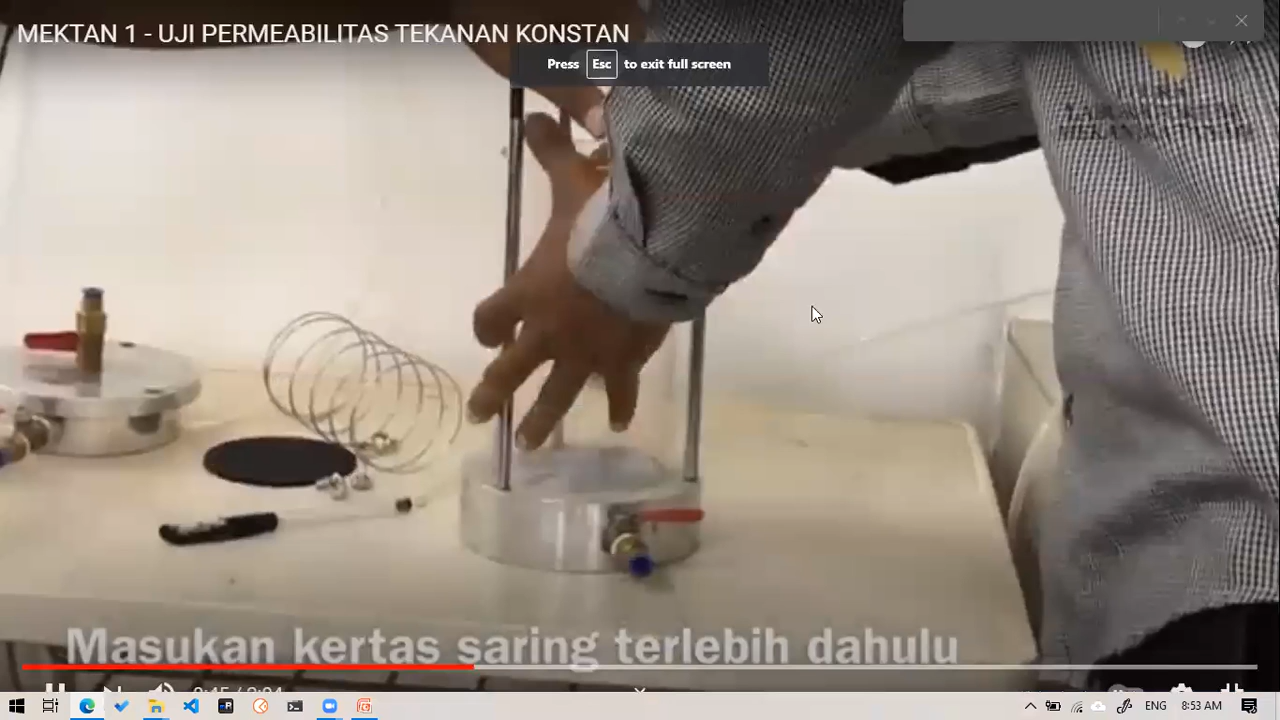 MEKTAN 1 - UJI PERMEABILITAS TEKANAN KONSTAN
Press Esc to exit full screen
Masukan kertas saring terlebih dahulu
ENG
8:53 AM